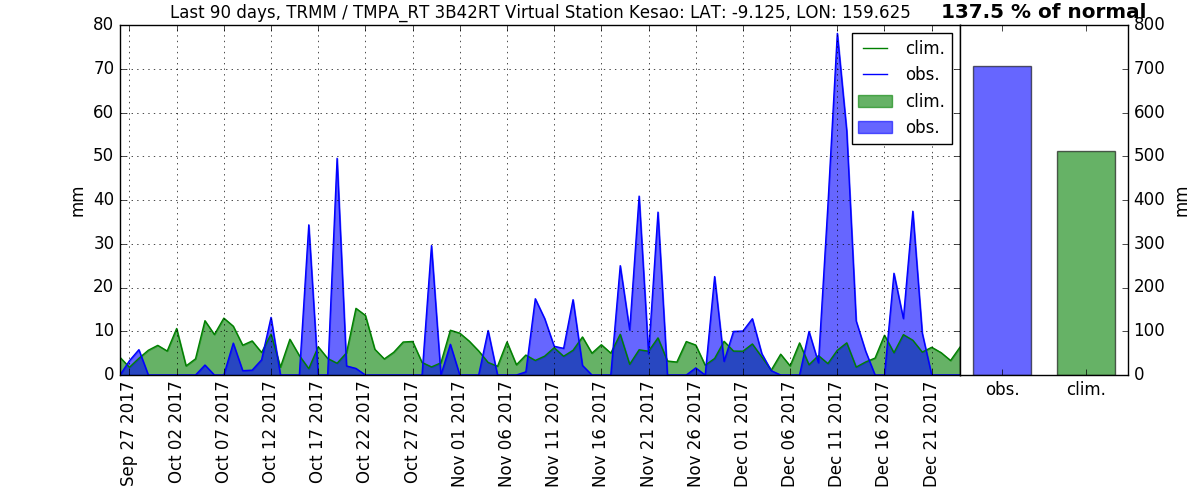 Last 90 days, TRMM / TMPA_RT 3B42RT Virtual Station Kesao: LAT: -9.125, LON: 159.625
137.5 % of normal
80
70
60
50
40
30
20
10
0
mm
clim.
obs.
clim.
obs.
800
700
600
500
400
300
200
100
0
mm
obs.
clim.
Sep 27 2017
Oct 02 2017
Oct 07 2017
Oct 12 2017
Oct 17 2017
Oct 22 2017
Oct 27 2017
Nov 01 2017
Nov 06 2017
Nov 11 2017
Nov 16 2017
Nov 21 2017
Nov 26 2017
Dec 01 2017
Dec 06 2017
Dec 11 2017
Dec 16 2017
Dec 21 2017